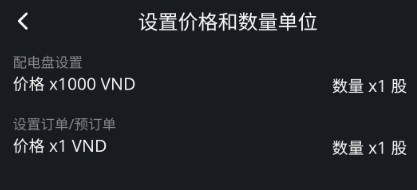 设置价格和数量单位
配电盘设置
价格 x1000 VND 数量 x1 股
设置订单/预订单
价格 x1 VND 数量 x1 股